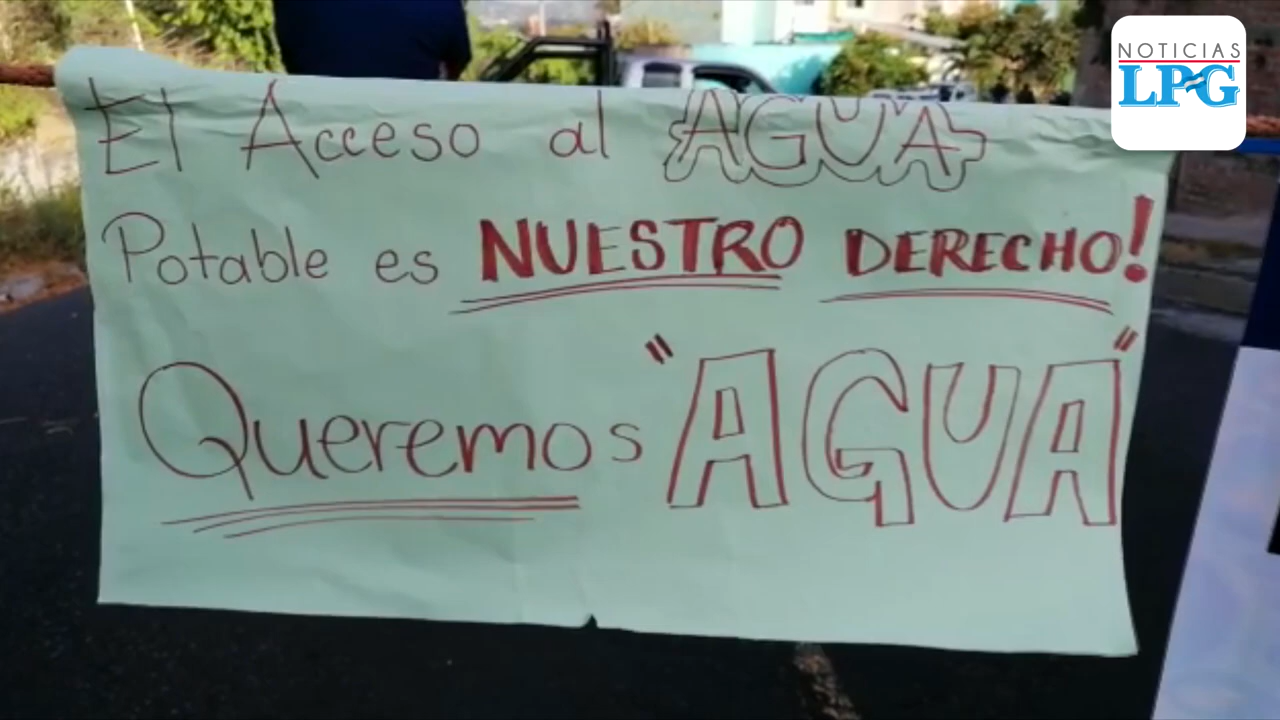 NOTICIAS
LPG
El Acceso al AGUA
Potable es NUESTRO DERECHO!
Queremos "AGUA"